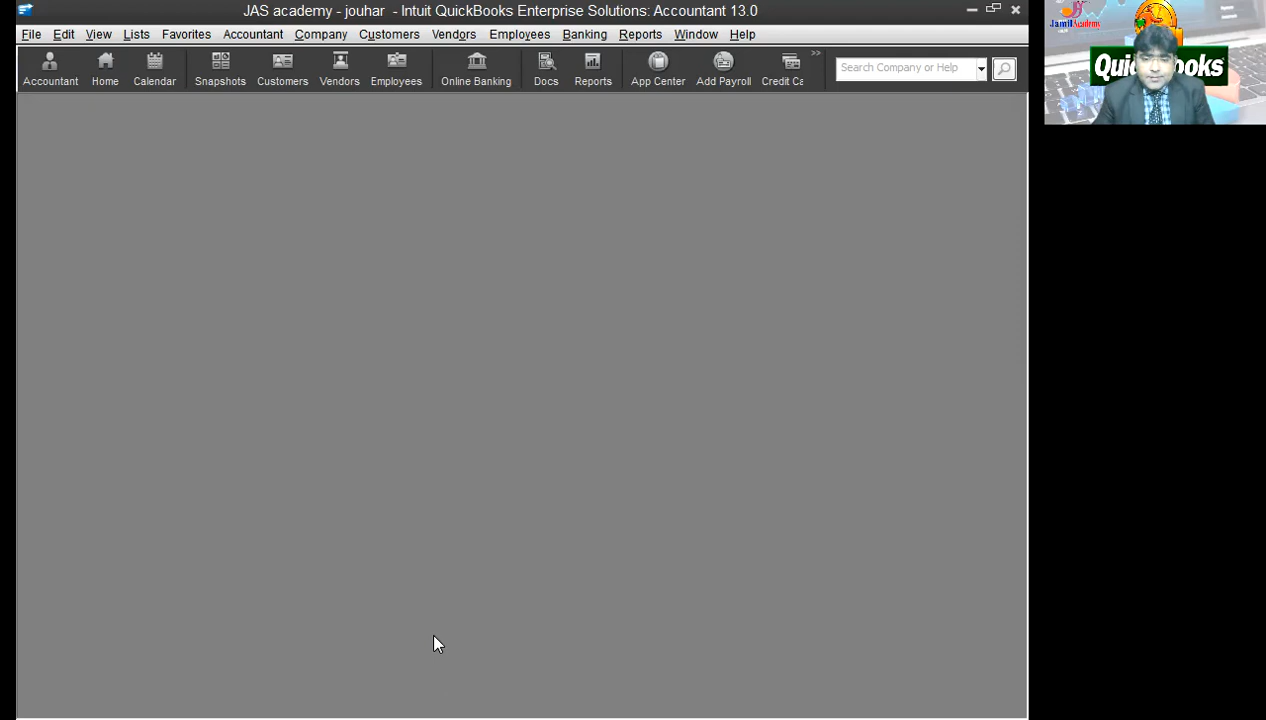 JAS academy - jouhar - Intuit QuickBooks Enterprise Solutions: Accountant 13.0
File Edit View Lists Favorites Accountant Company Customers Vendors Employees Banking Reports Window Help
Accountant Home Calendar Snapshots Customers Vendors Employees Online Banking Docs Reports App Center Add Payroll Credit Ca
Search Company or Help
Jamil Academy